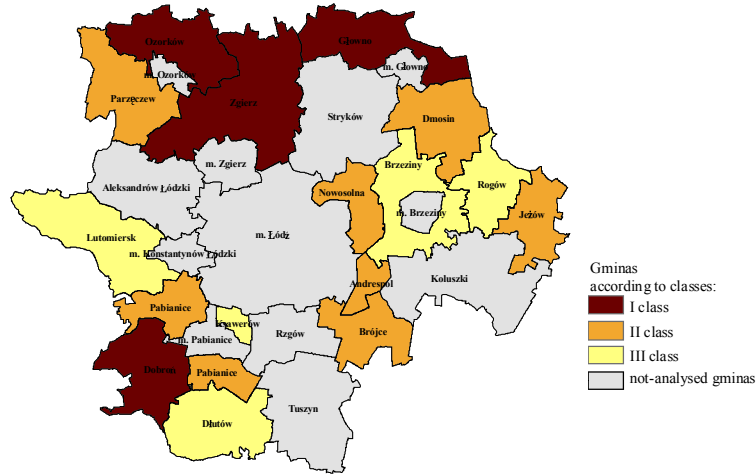 Ozorków
Głowno
m. Ozorków
m. Głowno
Parzęczew
Zgierz
Stryków
Dmosin
m. Zgierz
Brzeziny
Aleksandrów Łódzki
Nowosolna
Rogów
m. Brzeziny
Jeżów
Lutomiersk
m. Łódź
m. Konstantynów Łódzki
Koluszki
Andrespol
Gminas
according to classes:
I class
II class
III class
not-analysed gminas
Pabianice
Ksawerów
m. Pabianice
Rzgów
Brójce
Dobroń
Pabianice
Tuszyn
Dłutów